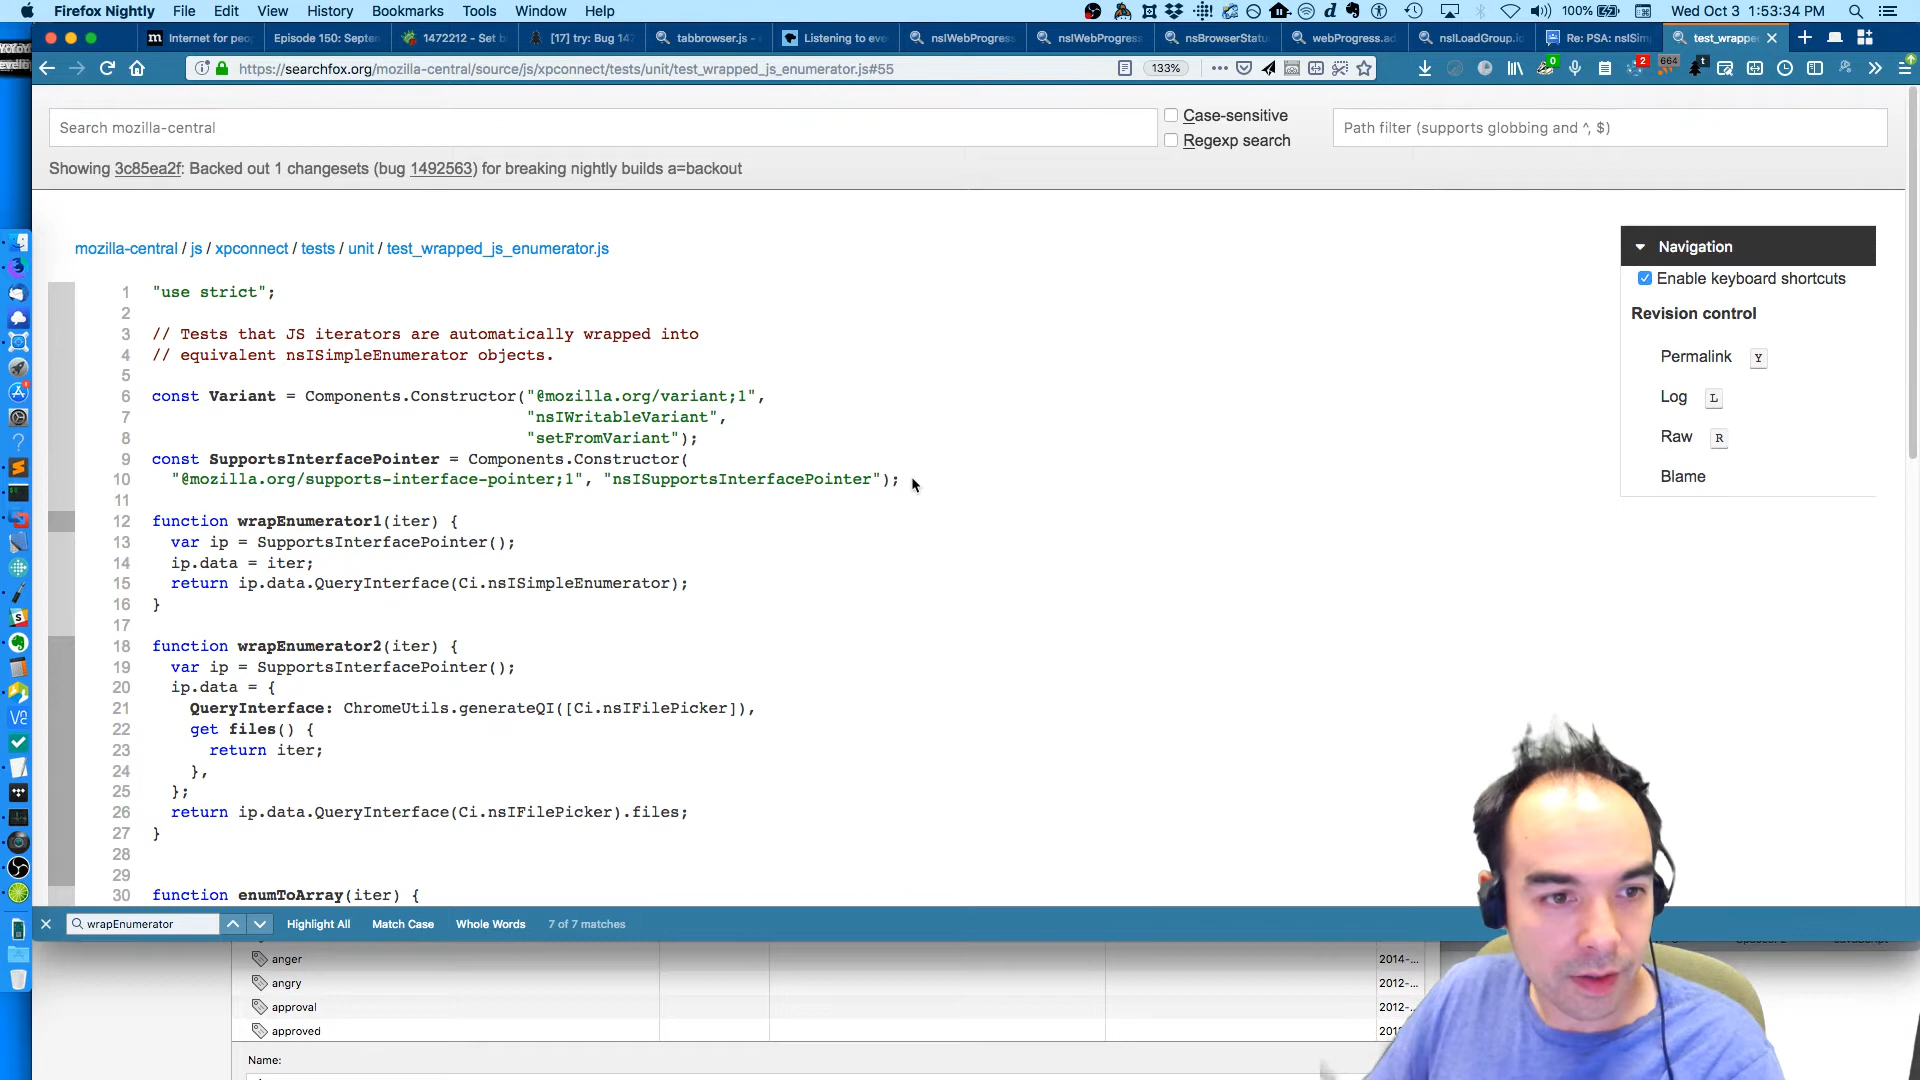 Firefox Nightly File Edit View History Bookmarks Tools Window Help 100% Wed Oct 3 1:53:34 PM
Internet for peo Episode 150: Septe 1472212 - Set b [17] try: Bug 147 tabbrowser.js - Listening to eve nsIWebProgress nsIWebProgress nsBrowserStatu webProgress.ad nsILoadGroup.i Re: PSA: nsISim test_wrappe
https://searchfox.org/mozilla-central/source/js/xpconnect/tests/unit/test_wrapped_js_enumerator.js#55 133% 0 2 664 t
Search mozilla-central
Case-sensitive
Regexp search
Path filter (supports globbing and ^, $)
Showing 3c85ea2f: Backed out 1 changesets (bug 1492563) for breaking nightly builds a=backout
mozilla-central / js / xpconnect / tests / unit / test_wrapped_js_enumerator.js
Navigation
Enable keyboard shortcuts
Revision control
Permalink Y
Log L
Raw R
Blame
1 "use strict";
2
3 // Tests that JS iterators are automatically wrapped into
4 // equivalent nsISimpleEnumerator objects.
5
6 const Variant = Components.Constructor("@mozilla.org/variant;1",
7 "nsIWritableVariant",
8 "setFromVariant");
9 const SupportsInterfacePointer = Components.Constructor(
10 "@mozilla.org/supports-interface-pointer;1", "nsISupportsInterfacePointer");
11
12 function wrapEnumerator1(iter) {
13 var ip = SupportsInterfacePointer();
14 ip.data = iter;
15 return ip.data.QueryInterface(Ci.nsISimpleEnumerator);
16 }
17
18 function wrapEnumerator2(iter) {
19 var ip = SupportsInterfacePointer();
20 ip.data = {
21 QueryInterface: ChromeUtils.generateQI([Ci.nsIFilePicker]),
22 get files() {
23 return iter;
24 },
25 };
26 return ip.data.QueryInterface(Ci.nsIFilePicker).files;
27 }
28
29
30 function enumToArray(iter) {
wrapEnumerator Highlight All Match Case Whole Words 7 of 7 matches
anger 2014-...
angry 2012-...
approval 2012-...
approved
Name: